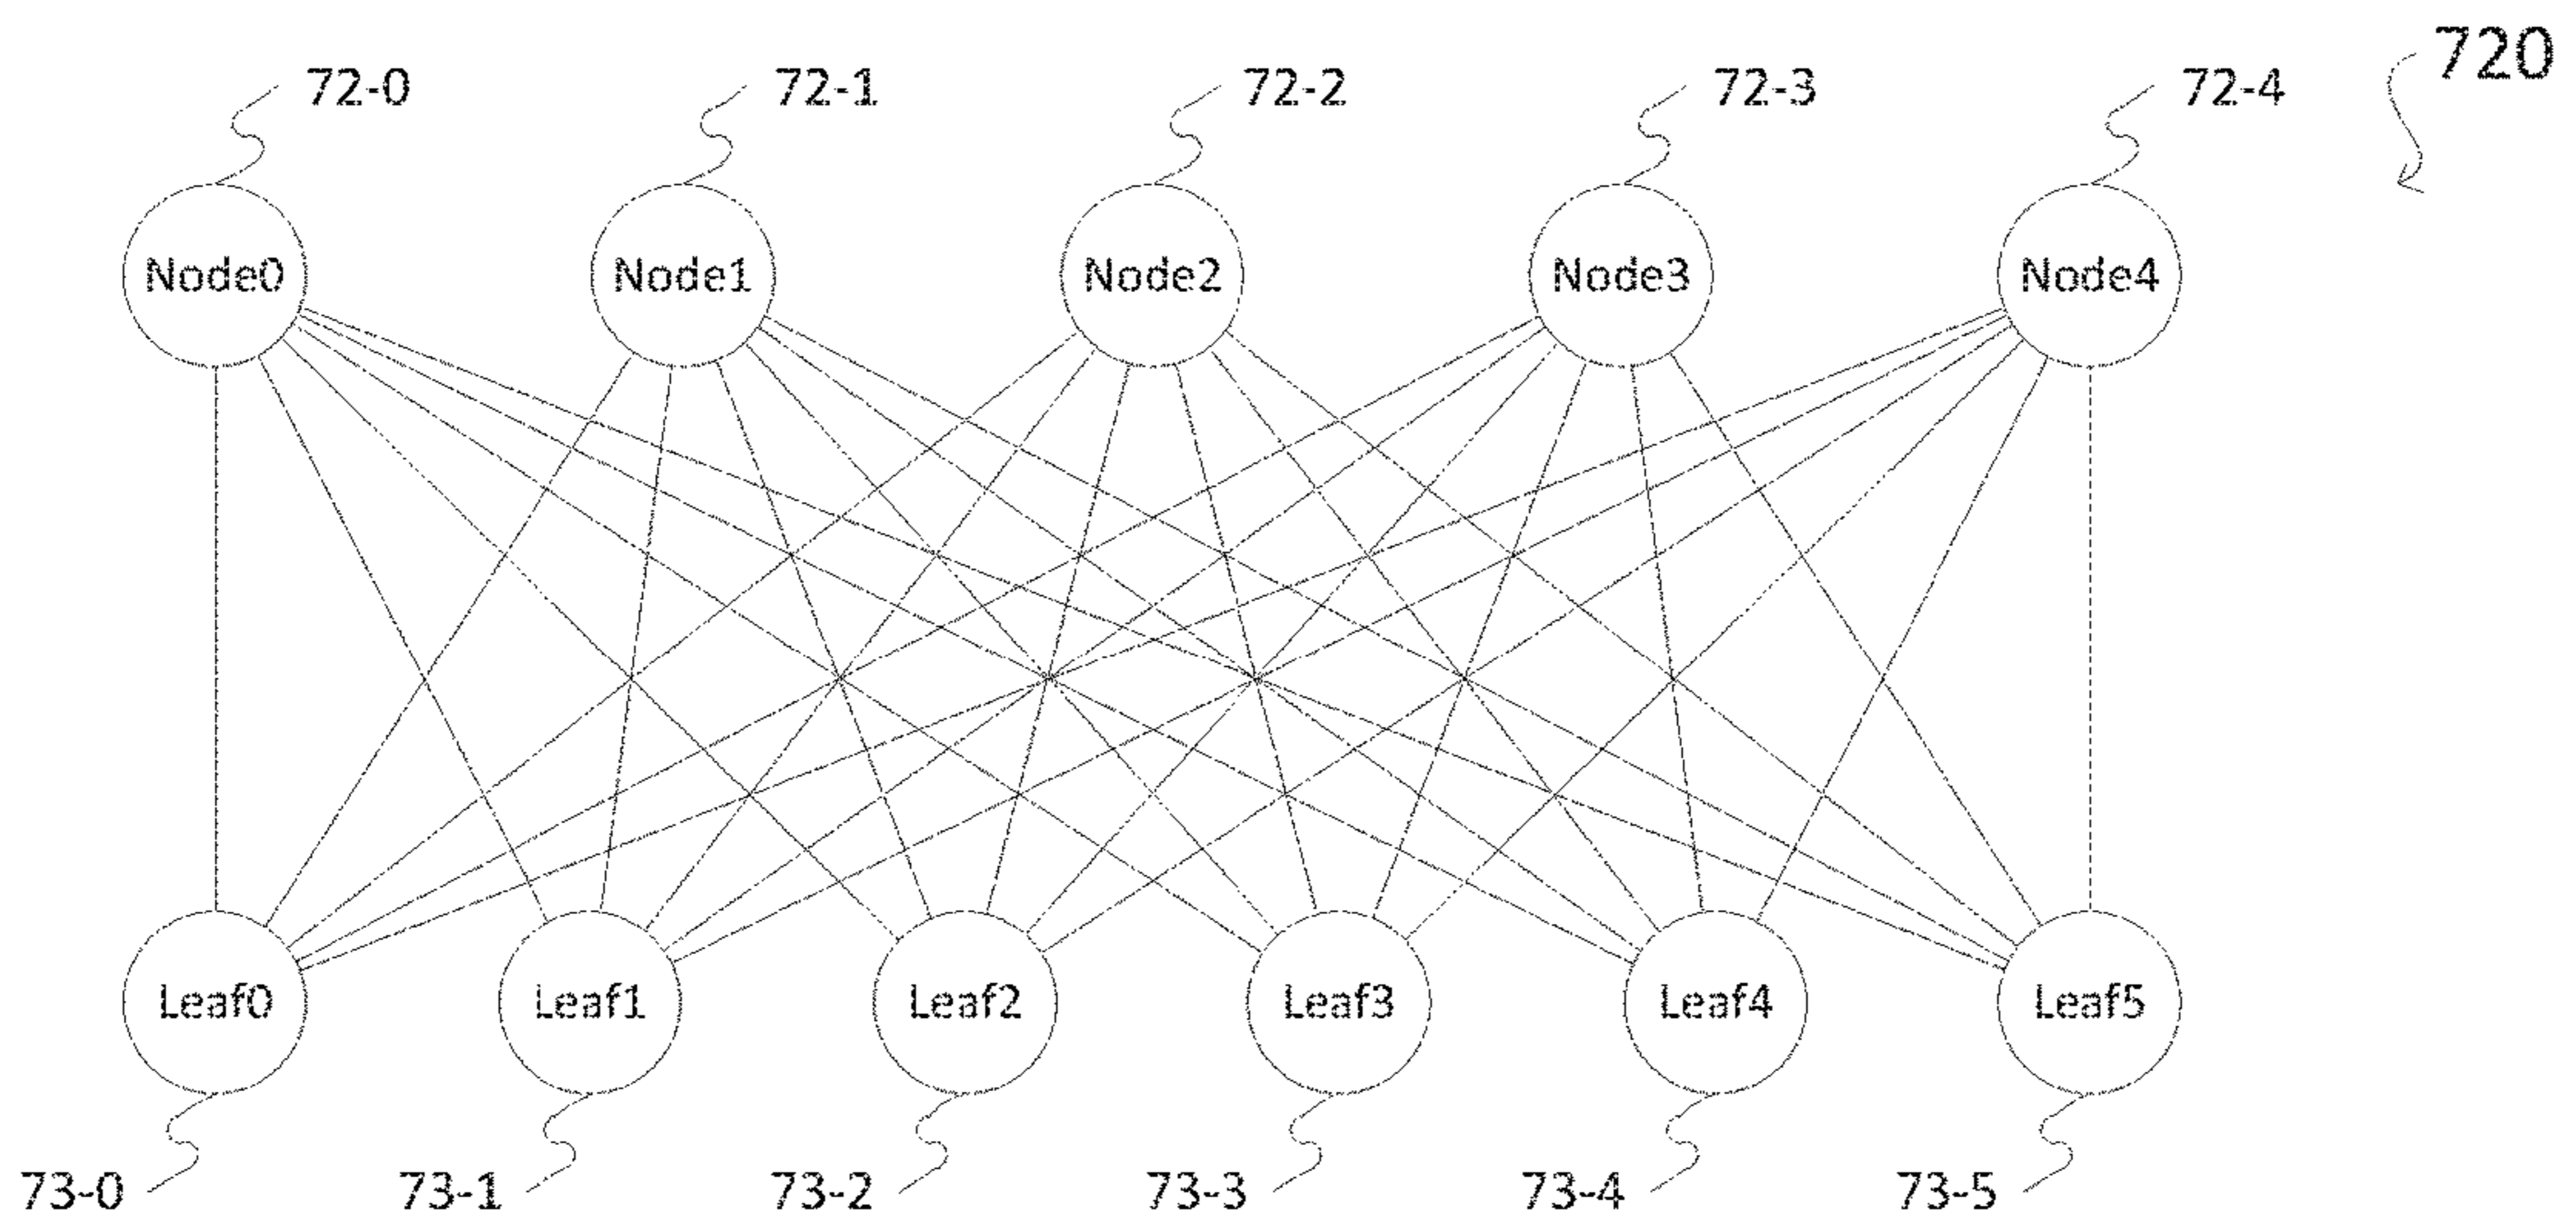 720
72-0 72-1 72-2 72-3 72-4
Node0 Node1 Node2 Node3 Node4
Leaf0 Leaf1 Leaf2 Leaf3 Leaf4 Leaf5
73-0 73-1 73-2 73-3 73-4 73-5